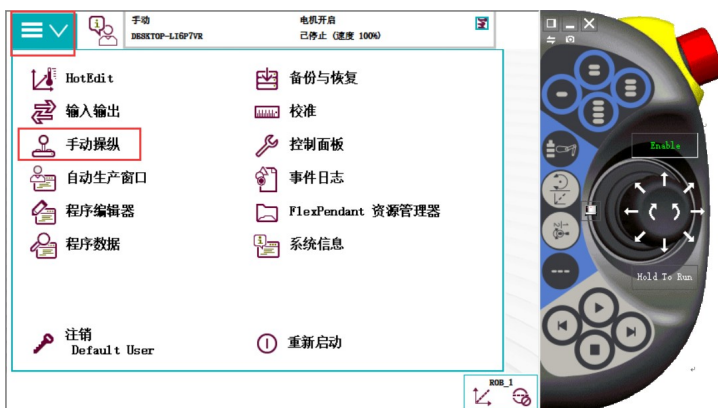 手动
DESKTOP-LI6P7VR
电机开启
已停止 (速度 100%)
HotEdit
备份与恢复
输入输出
校准
手动操纵
控制面板
自动生产窗口
事件日志
程序编辑器
FlexPendant 资源管理器
程序数据
系统信息
注销
Default User
重新启动
ROB_1
Enable
Hold To Run